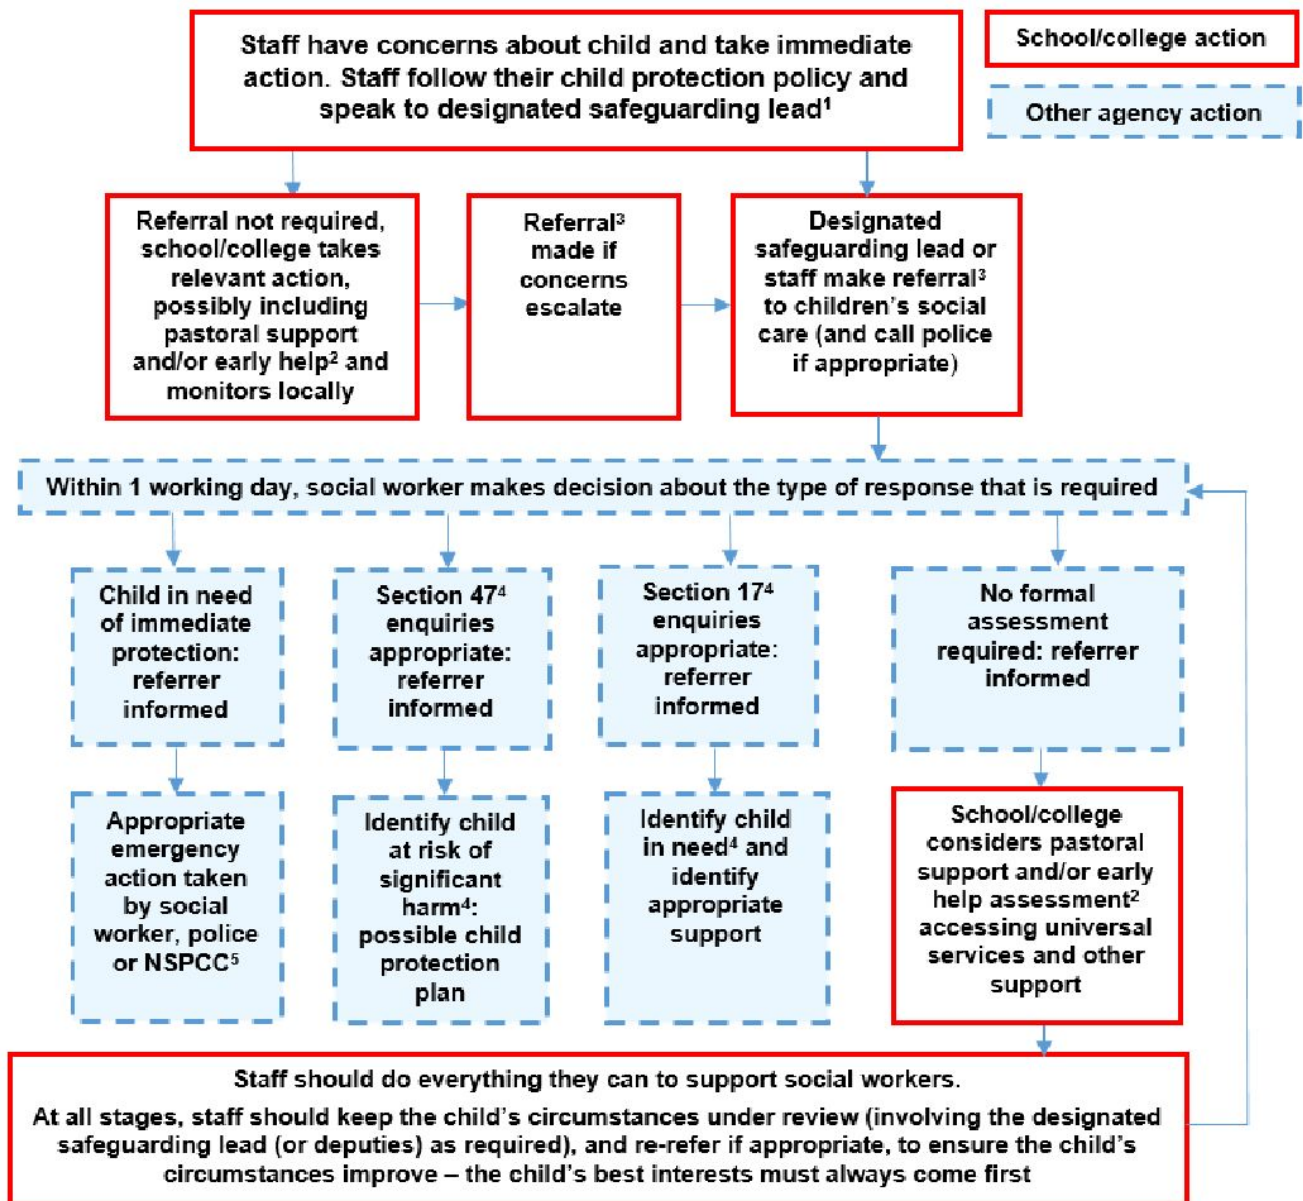 Staff have concerns about child and take immediate
action. Staff follow their child protection policy and
speak to designated safeguarding lead¹
School/college action
Other agency action
Referral not required,
school/college takes
relevant action,
possibly including
pastoral support
and/or early help² and
monitors locally
Referral³
made if
concerns
escalate
Designated
safeguarding lead or
staff make referral³
to children's social
care (and call police
if appropriate)
Within 1 working day, social worker makes decision about the type of response that is required
Child in need
of immediate
protection:
referrer
informed
Section 47⁴
enquiries
appropriate:
referrer
informed
Section 17⁴
enquiries
appropriate:
referrer
informed
No formal
assessment
required: referrer
informed
Appropriate
emergency
action taken
by social
worker, police
or NSPCC⁵
Identify child
at risk of
significant
harm⁴:
possible child
protection
plan
Identify child
in need⁴ and
identify
appropriate
support
School/college
considers pastoral
support and/or early
help assessment²
accessing universal
services and other
support
Staff should do everything they can to support social workers.
At all stages, staff should keep the child's circumstances under review (involving the designated
safeguarding lead (or deputies) as required), and re-refer if appropriate, to ensure the child's
circumstances improve – the child's best interests must always come first